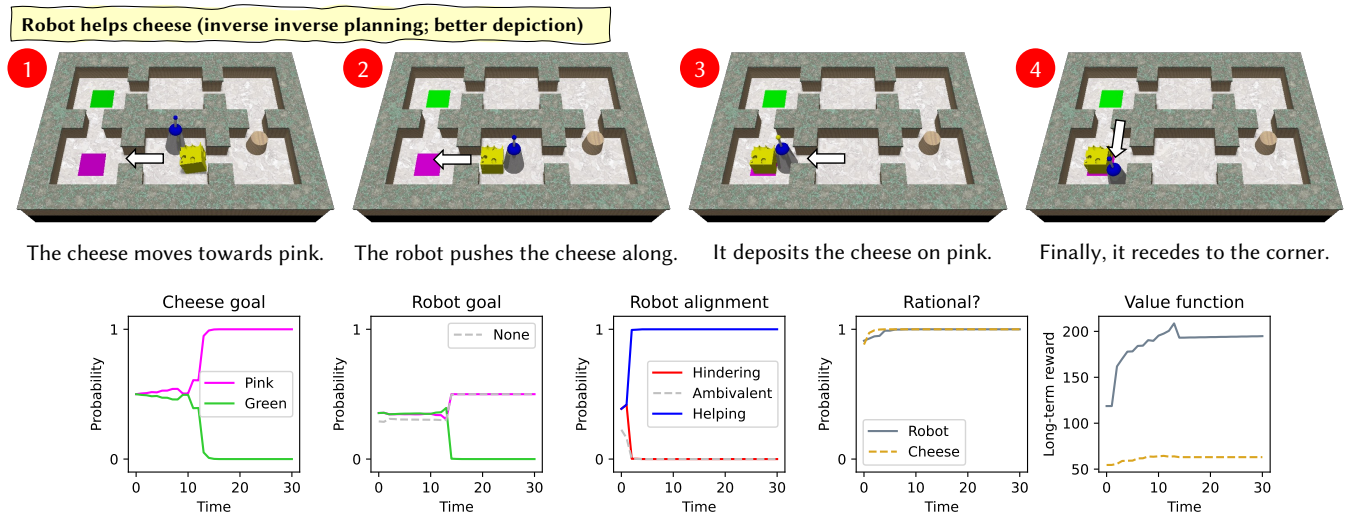 Robot helps cheese (inverse inverse planning; better depiction)
1
2
3
4
The cheese moves towards pink.
The robot pushes the cheese along.
It deposits the cheese on pink.
Finally, it recedes to the corner.
Cheese goal
Probability
1
0
Pink
Green
0 10 20 30
Time
Robot goal
Probability
1
0
None
0 10 20 30
Time
Robot alignment
Probability
1
0
Hindering
Ambivalent
Helping
0 10 20 30
Time
Rational?
Probability
1
0
Robot
Cheese
0 10 20 30
Time
Value function
Long-term reward
200
150
100
50
Robot
Cheese
0 10 20 30
Time